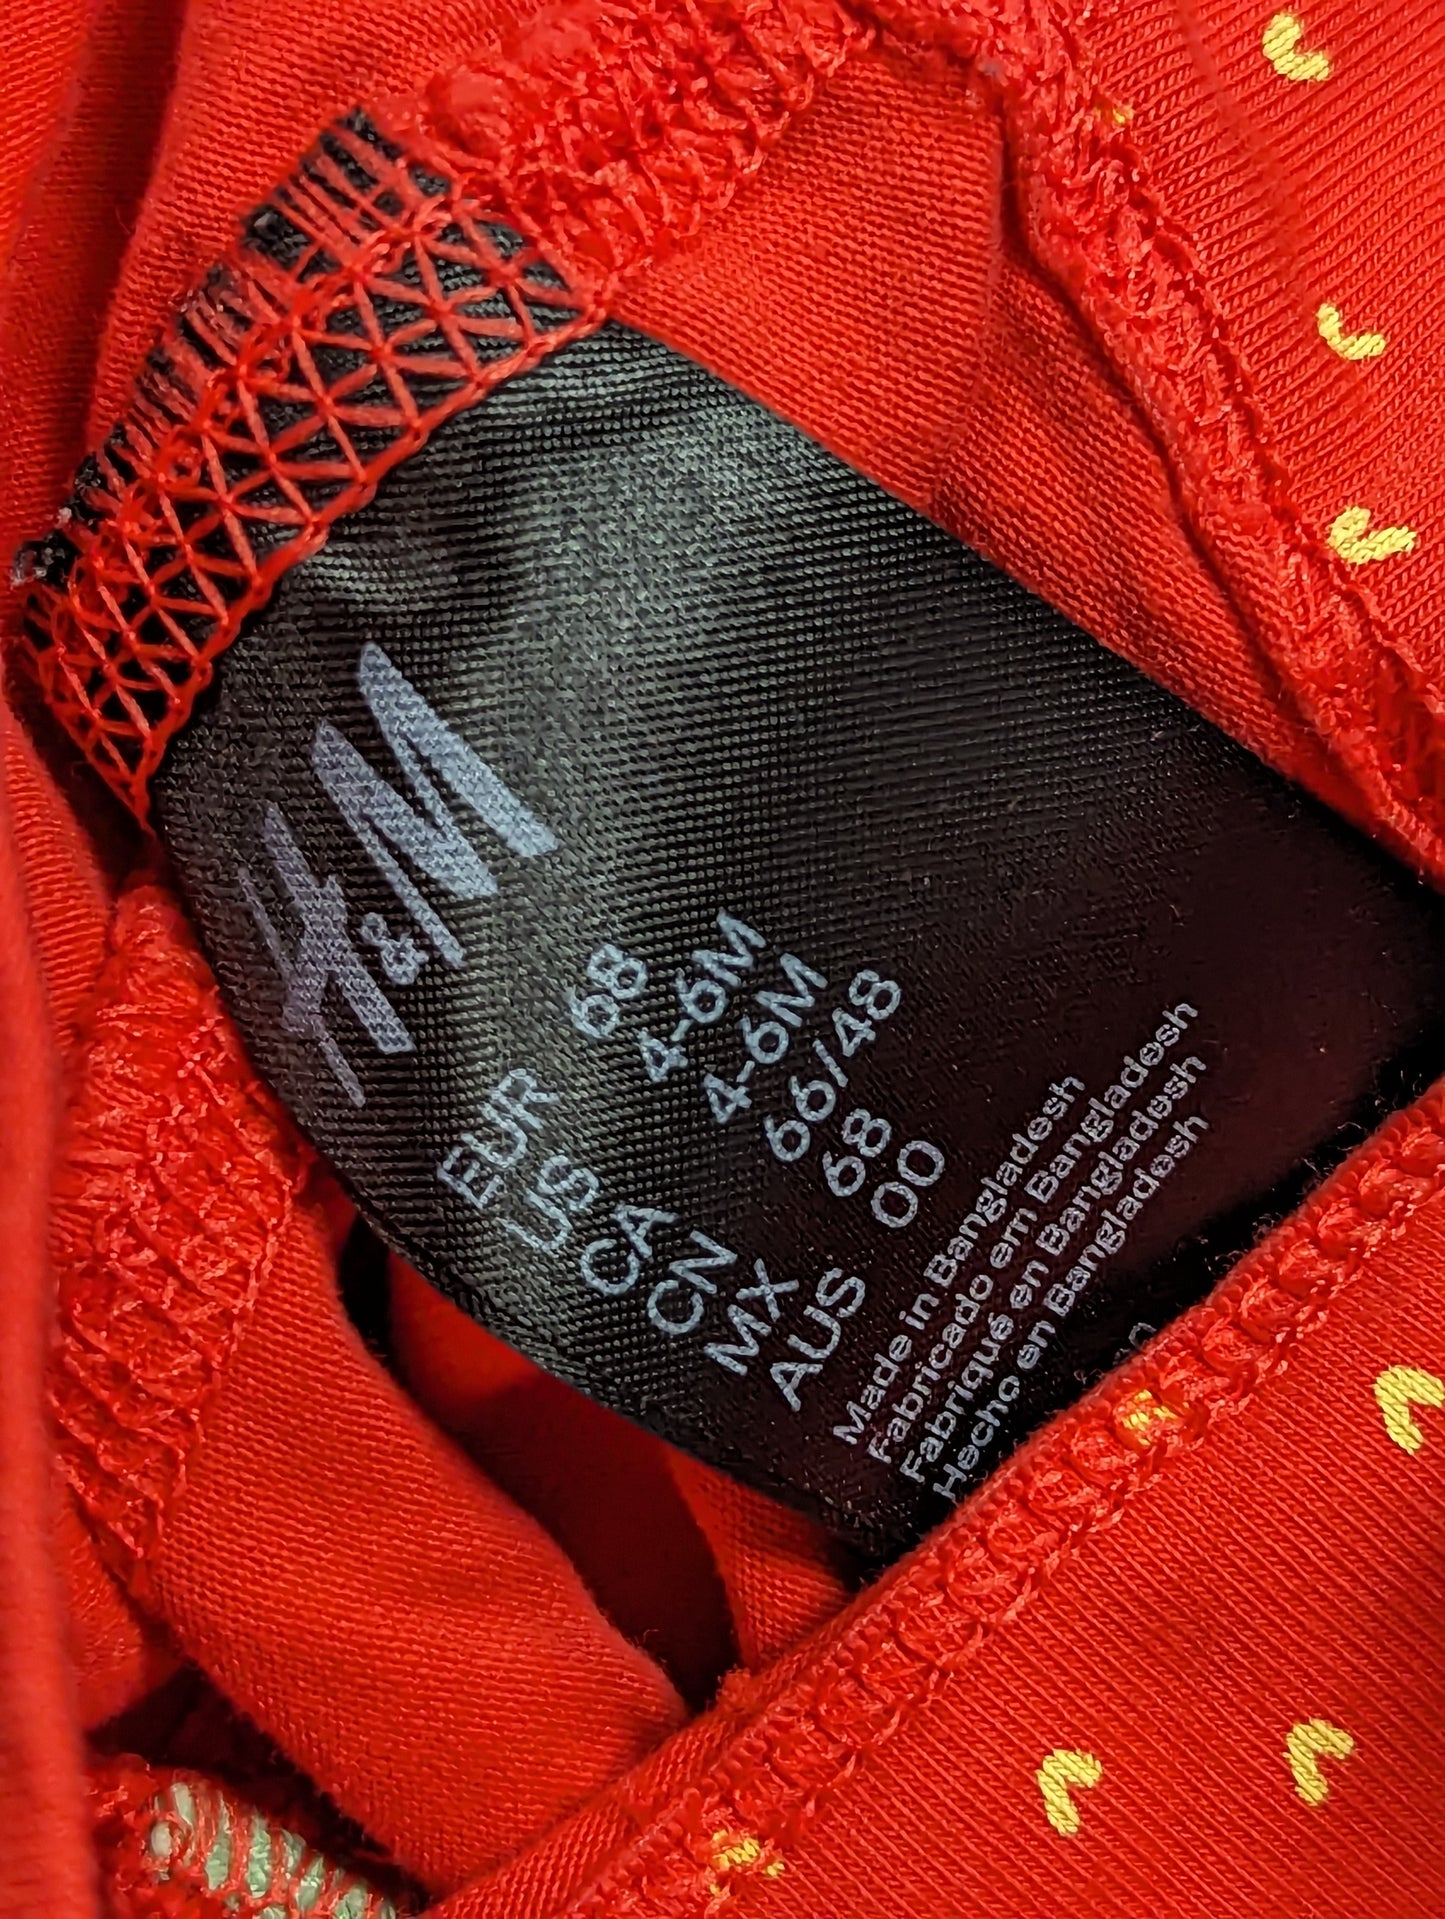 H&M
EUR 68
US 4-6M
CA 4-6M
CN 66/48
MX 68
AUS 00
Made in Bangladesh
Fabricado em Bangladesh
Fabriqué en Bangladesh
Hecho en Bangladesh